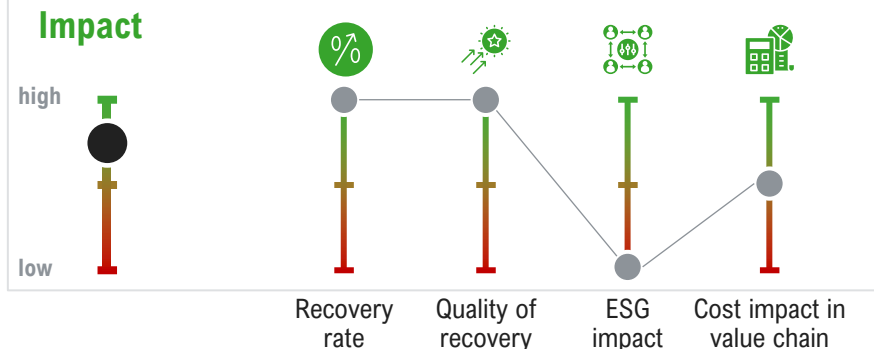 Impact
%
high
low
Recovery
rate
Quality of
recovery
ESG
impact
Cost impact in
value chain